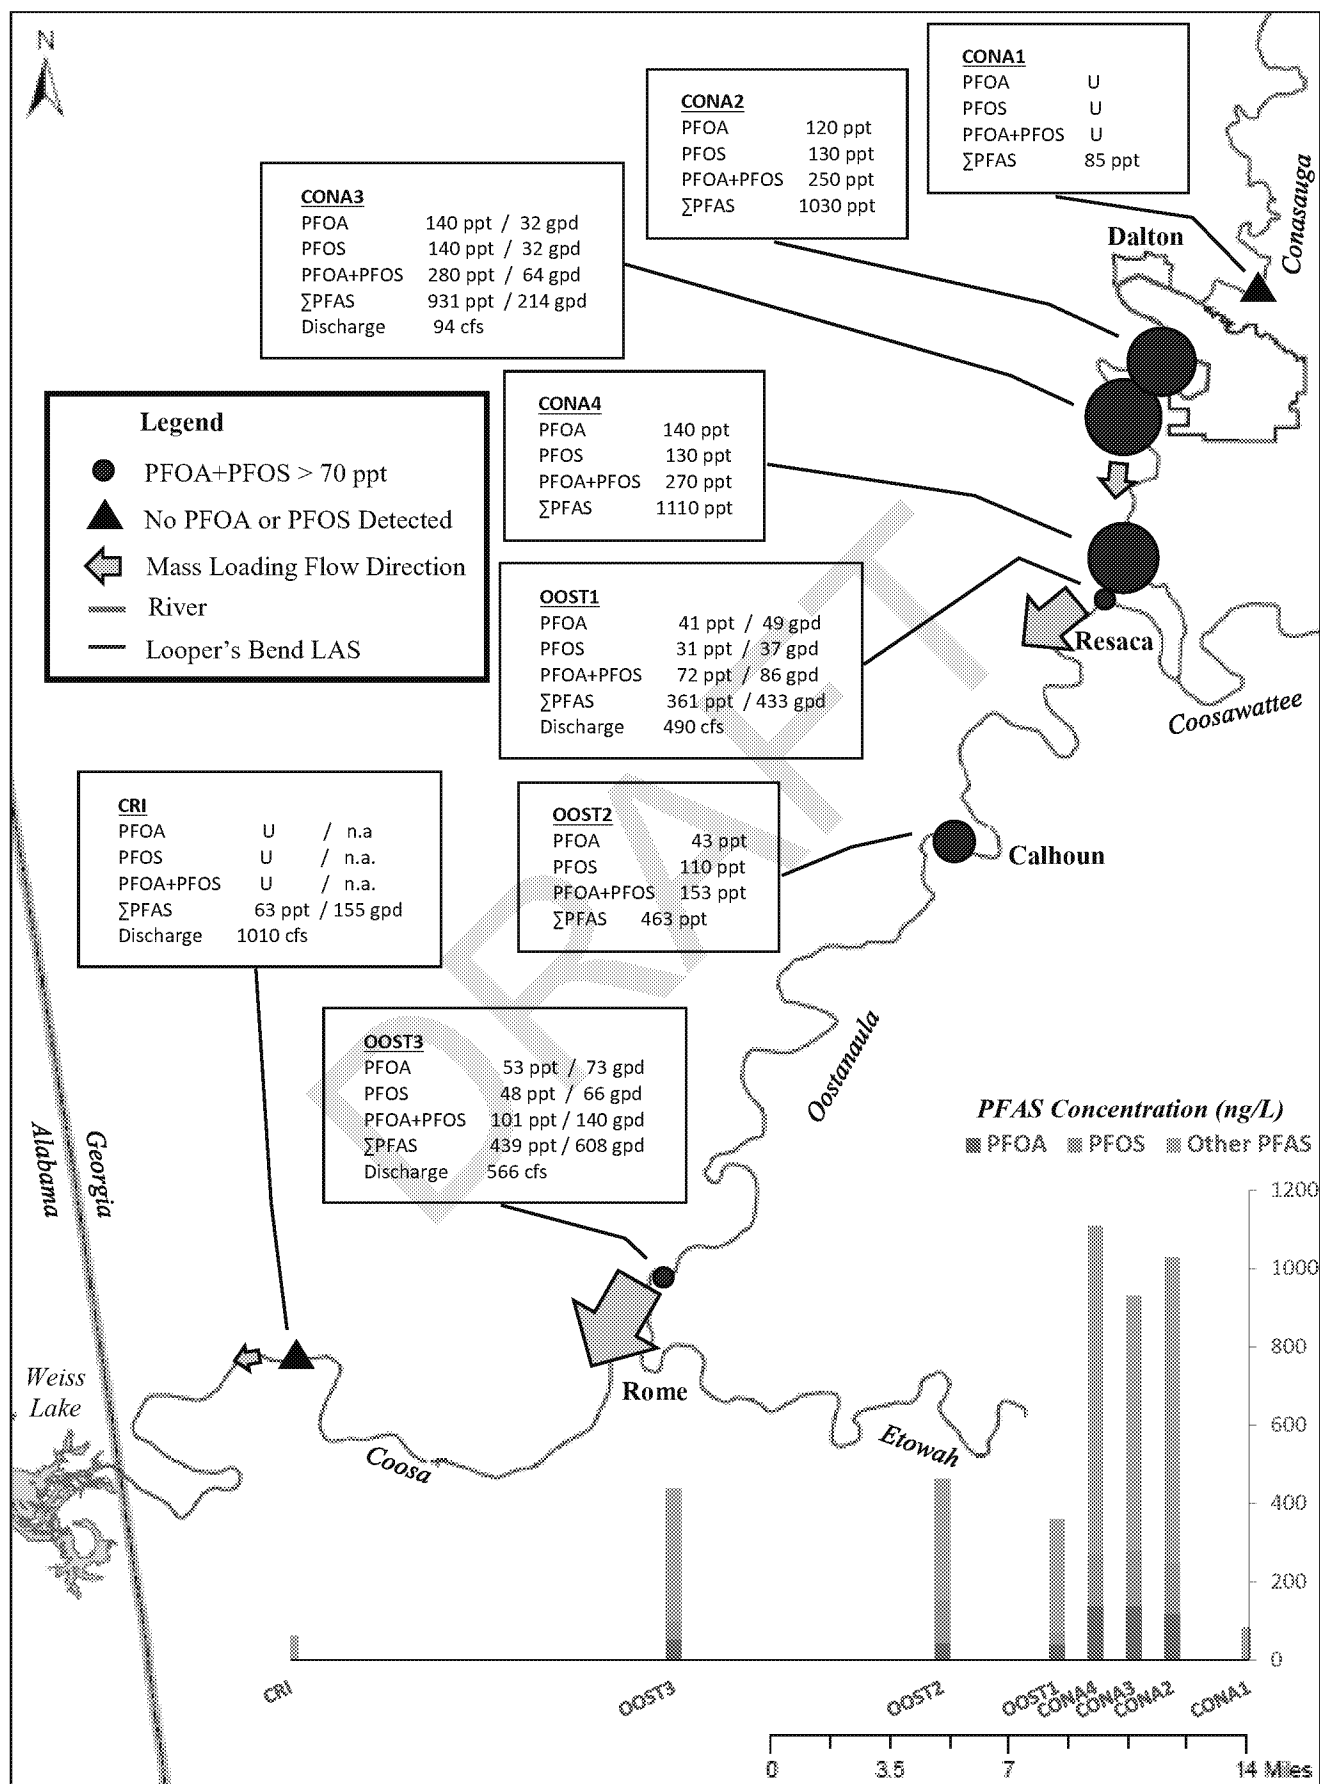 N
CONA1
PFOA U
PFOS U
PFOA+PFOS U
∑PFAS 85 ppt
CONA2
PFOA 120 ppt
PFOS 130 ppt
PFOA+PFOS 250 ppt
∑PFAS 1030 ppt
CONA3
PFOA 140 ppt / 32 gpd
PFOS 140 ppt / 32 gpd
PFOA+PFOS 280 ppt / 64 gpd
∑PFAS 931 ppt / 214 gpd
Discharge 94 cfs
Dalton
Conasauga
Legend
PFOA+PFOS > 70 ppt
No PFOA or PFOS Detected
Mass Loading Flow Direction
River
Looper's Bend LAS
CONA4
PFOA 140 ppt
PFOS 130 ppt
PFOA+PFOS 270 ppt
∑PFAS 1110 ppt
OOST1
PFOA 41 ppt / 49 gpd
PFOS 31 ppt / 37 gpd
PFOA+PFOS 72 ppt / 86 gpd
∑PFAS 361 ppt / 433 gpd
Discharge 490 cfs
Resaca
Coosawattee
CRI
PFOA U / n.a
PFOS U / n.a.
PFOA+PFOS U / n.a.
∑PFAS 63 ppt / 155 gpd
Discharge 1010 cfs
OOST2
PFOA 43 ppt
PFOS 110 ppt
PFOA+PFOS 153 ppt
∑PFAS 463 ppt
Calhoun
DRAFT
OOST3
PFOA 53 ppt / 73 gpd
PFOS 48 ppt / 66 gpd
PFOA+PFOS 101 ppt / 140 gpd
∑PFAS 439 ppt / 608 gpd
Discharge 566 cfs
Oostanaula
Alabama
Georgia
Weiss
Lake
Rome
Coosa
Etowah
PFAS Concentration (ng/L)
PFOA PFOS Other PFAS
1200
1000
800
600
400
200
0
CRI OOST3 OOST2 OOST1 CONA4 CONA3 CONA2 CONA1
0 3.5 7 14 Miles